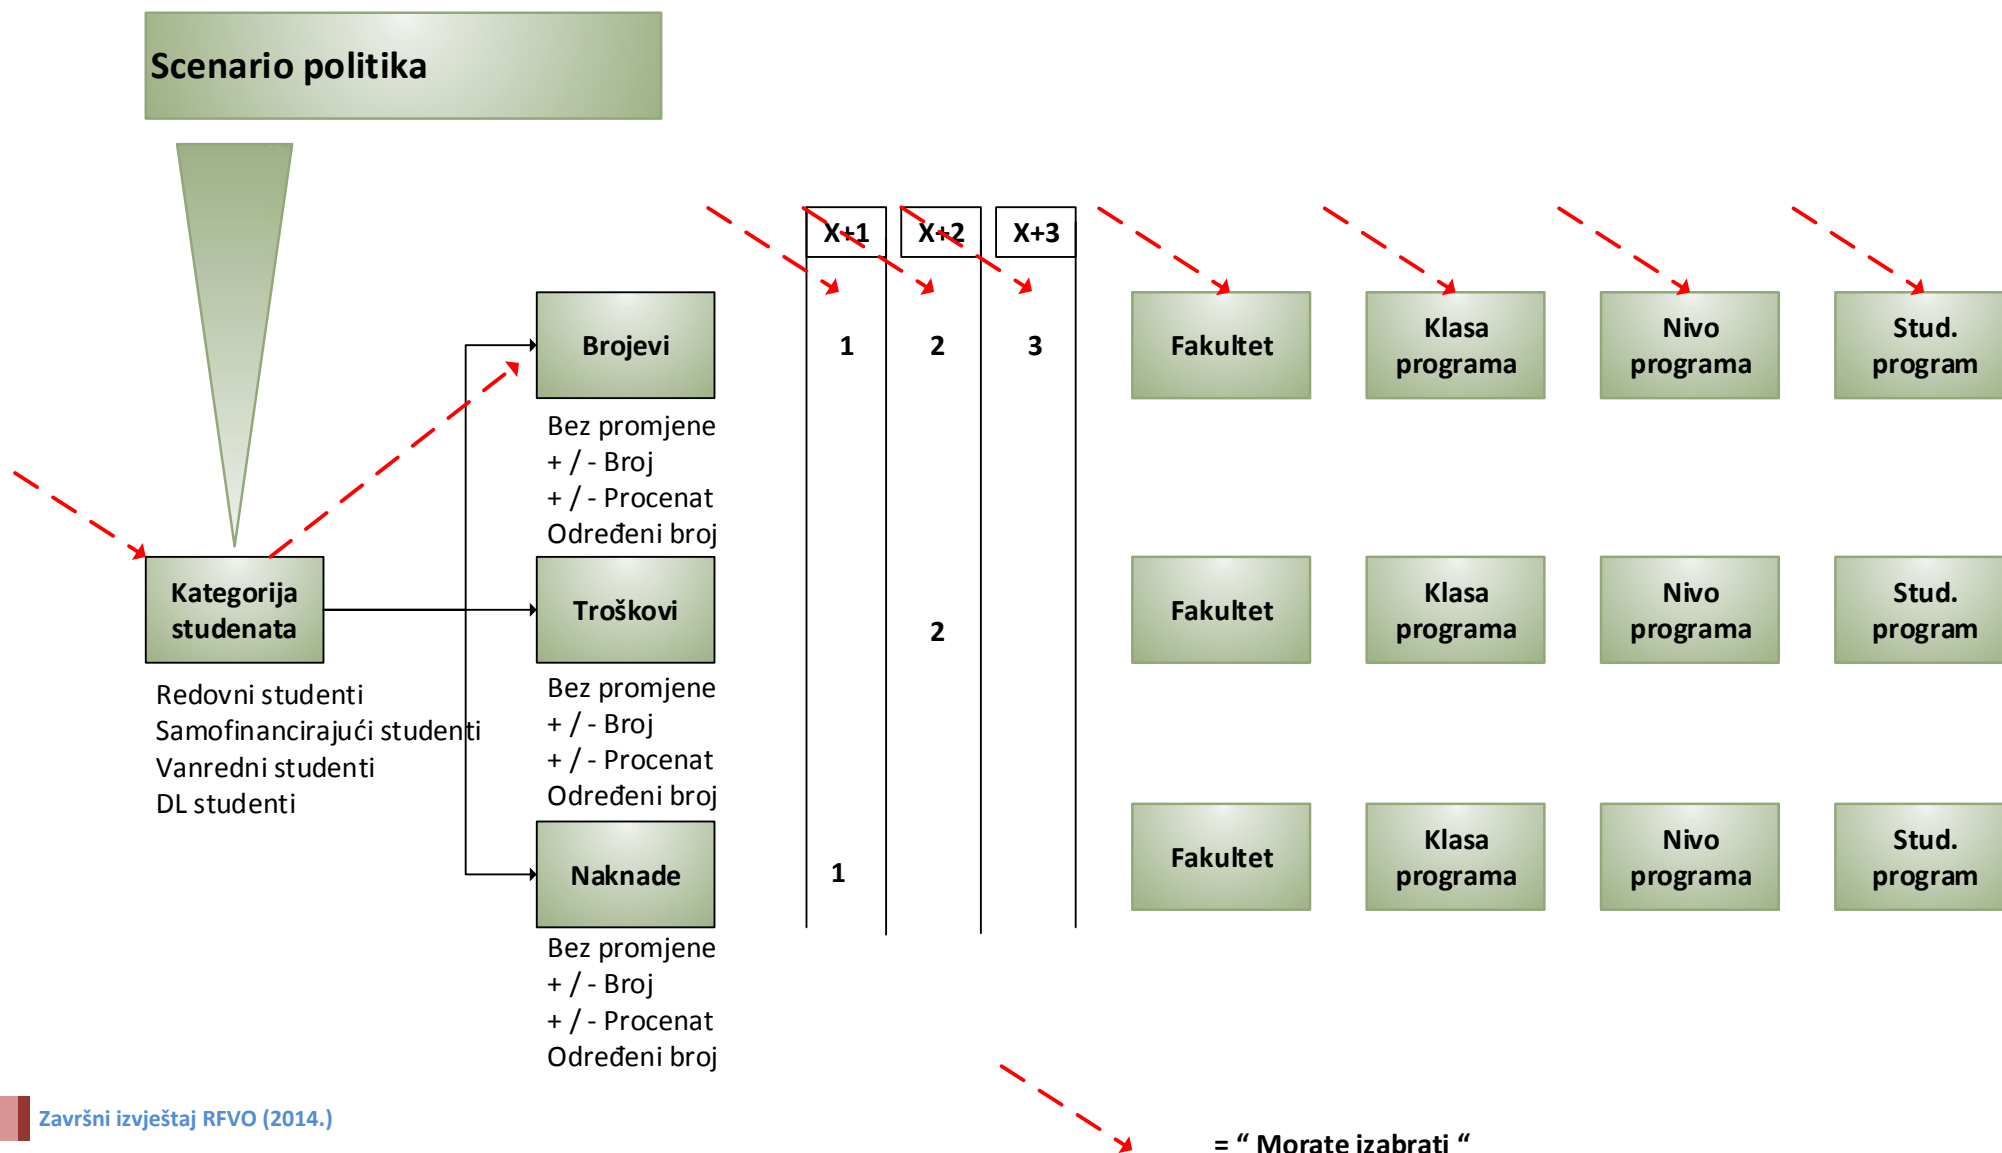 Scenario politika
X+1 X+2 X+3
Brojevi
1 2 3
Fakultet
Klasa
programa
Nivo
programa
Stud.
program
Bez promjene
+ / - Broj
+ / - Procenat
Određeni broj
Kategorija
studenata
Troškovi
2
Fakultet
Klasa
programa
Nivo
programa
Stud.
program
Redovni studenti
Samofinancirajući studenti
Vanredni studenti
DL studenti
Bez promjene
+ / - Broj
+ / - Procenat
Određeni broj
Naknade
1
Fakultet
Klasa
programa
Nivo
programa
Stud.
program
Bez promjene
+ / - Broj
+ / - Procenat
Određeni broj
Završni izvještaj RFVO (2014.)
= “ Morate izabrati “